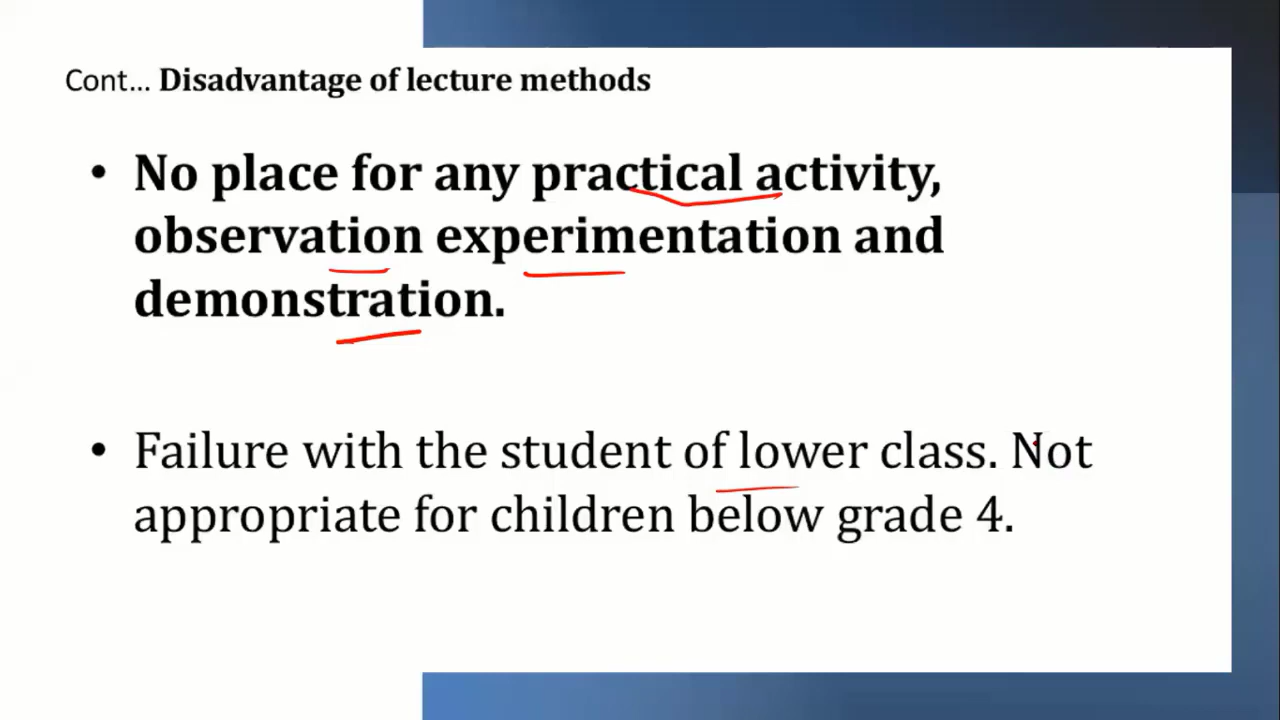 Cont... Disadvantage of lecture methods
• No place for any practical activity,
observation experimentation and
demonstration.
• Failure with the student of lower class. Not
appropriate for children below grade 4.